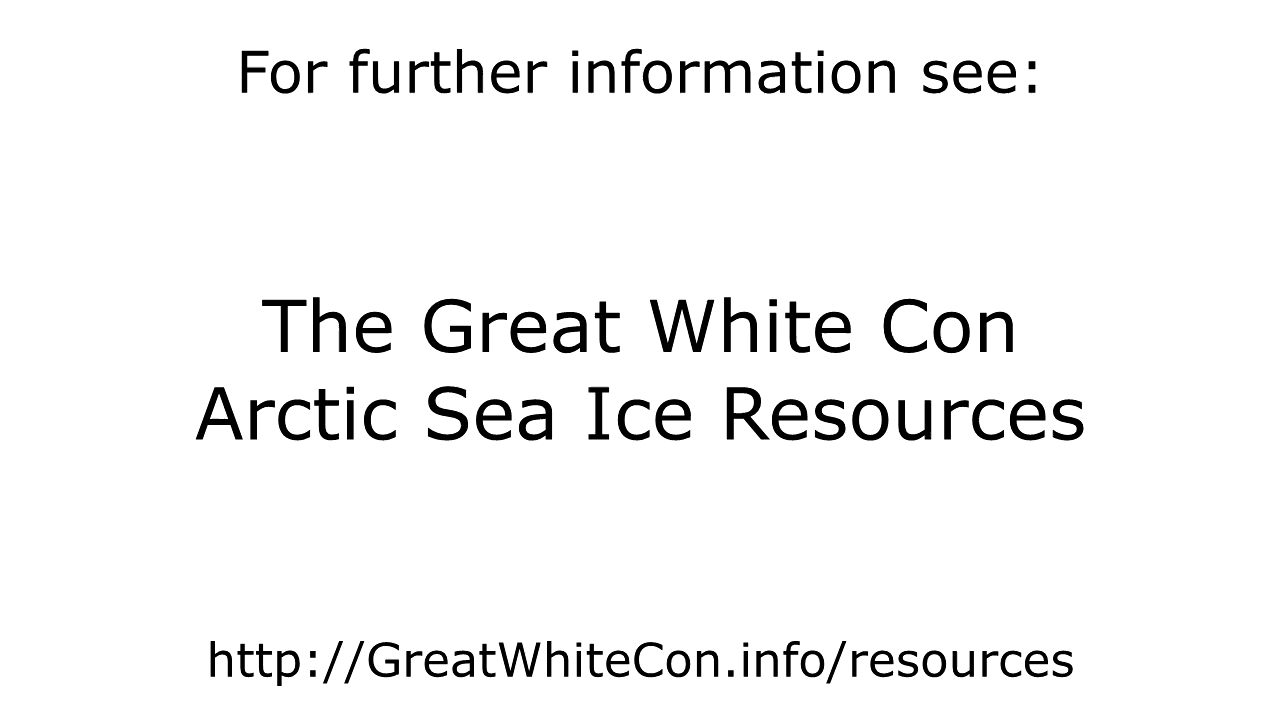 For further information see:
The Great White Con
Arctic Sea Ice Resources
http://GreatWhiteCon.info/resources